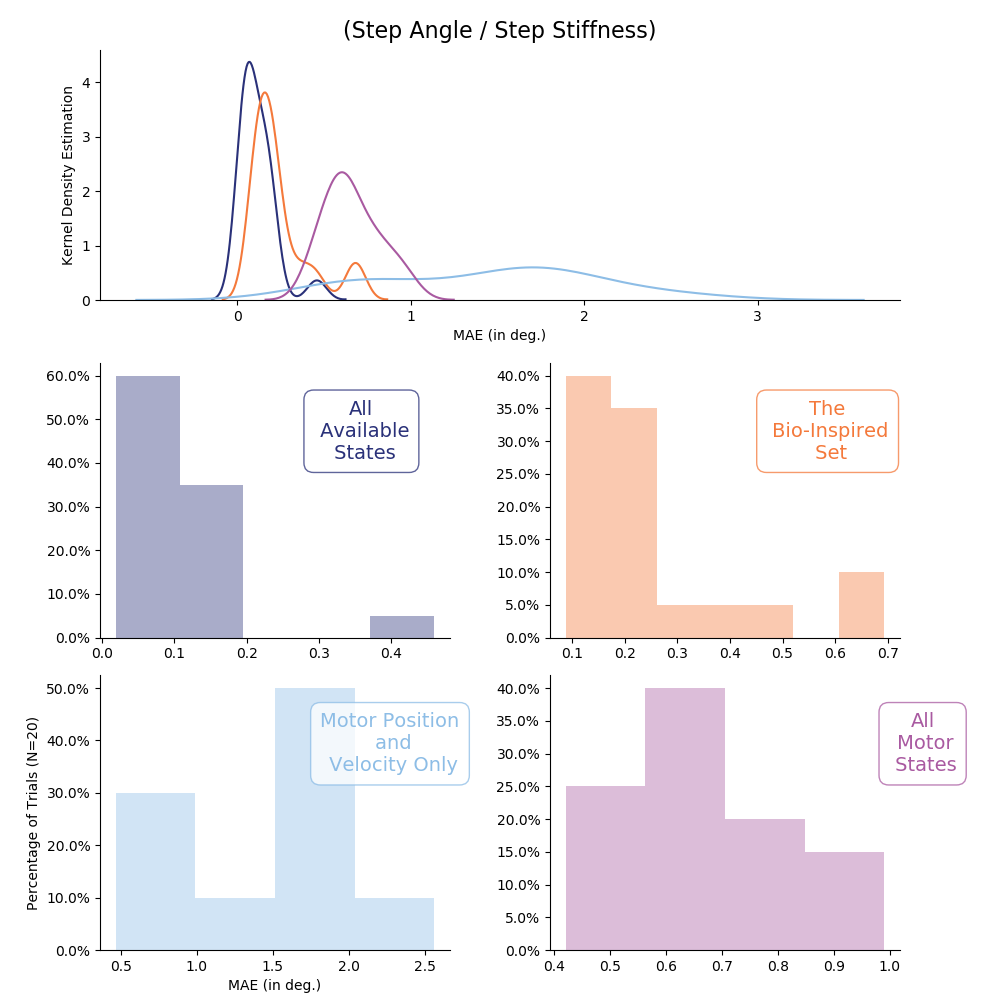 (Step Angle / Step Stiffness)
Kernel Density Estimation
4
3
2
1
0
0 1 2 3
MAE (in deg.)
60.0%
50.0%
40.0%
30.0%
20.0%
10.0%
0.0%
0.0 0.1 0.2 0.3 0.4
All
Available
States
40.0%
35.0%
30.0%
25.0%
20.0%
15.0%
10.0%
5.0%
0.0%
0.1 0.2 0.3 0.4 0.5 0.6 0.7
The
Bio-Inspired
Set
Percentage of Trials (N=20)
50.0%
40.0%
30.0%
20.0%
10.0%
0.0%
0.5 1.0 1.5 2.0 2.5
MAE (in deg.)
Motor Position
and
Velocity Only
40.0%
35.0%
30.0%
25.0%
20.0%
15.0%
10.0%
5.0%
0.0%
0.4 0.5 0.6 0.7 0.8 0.9 1.0
All
Motor
States